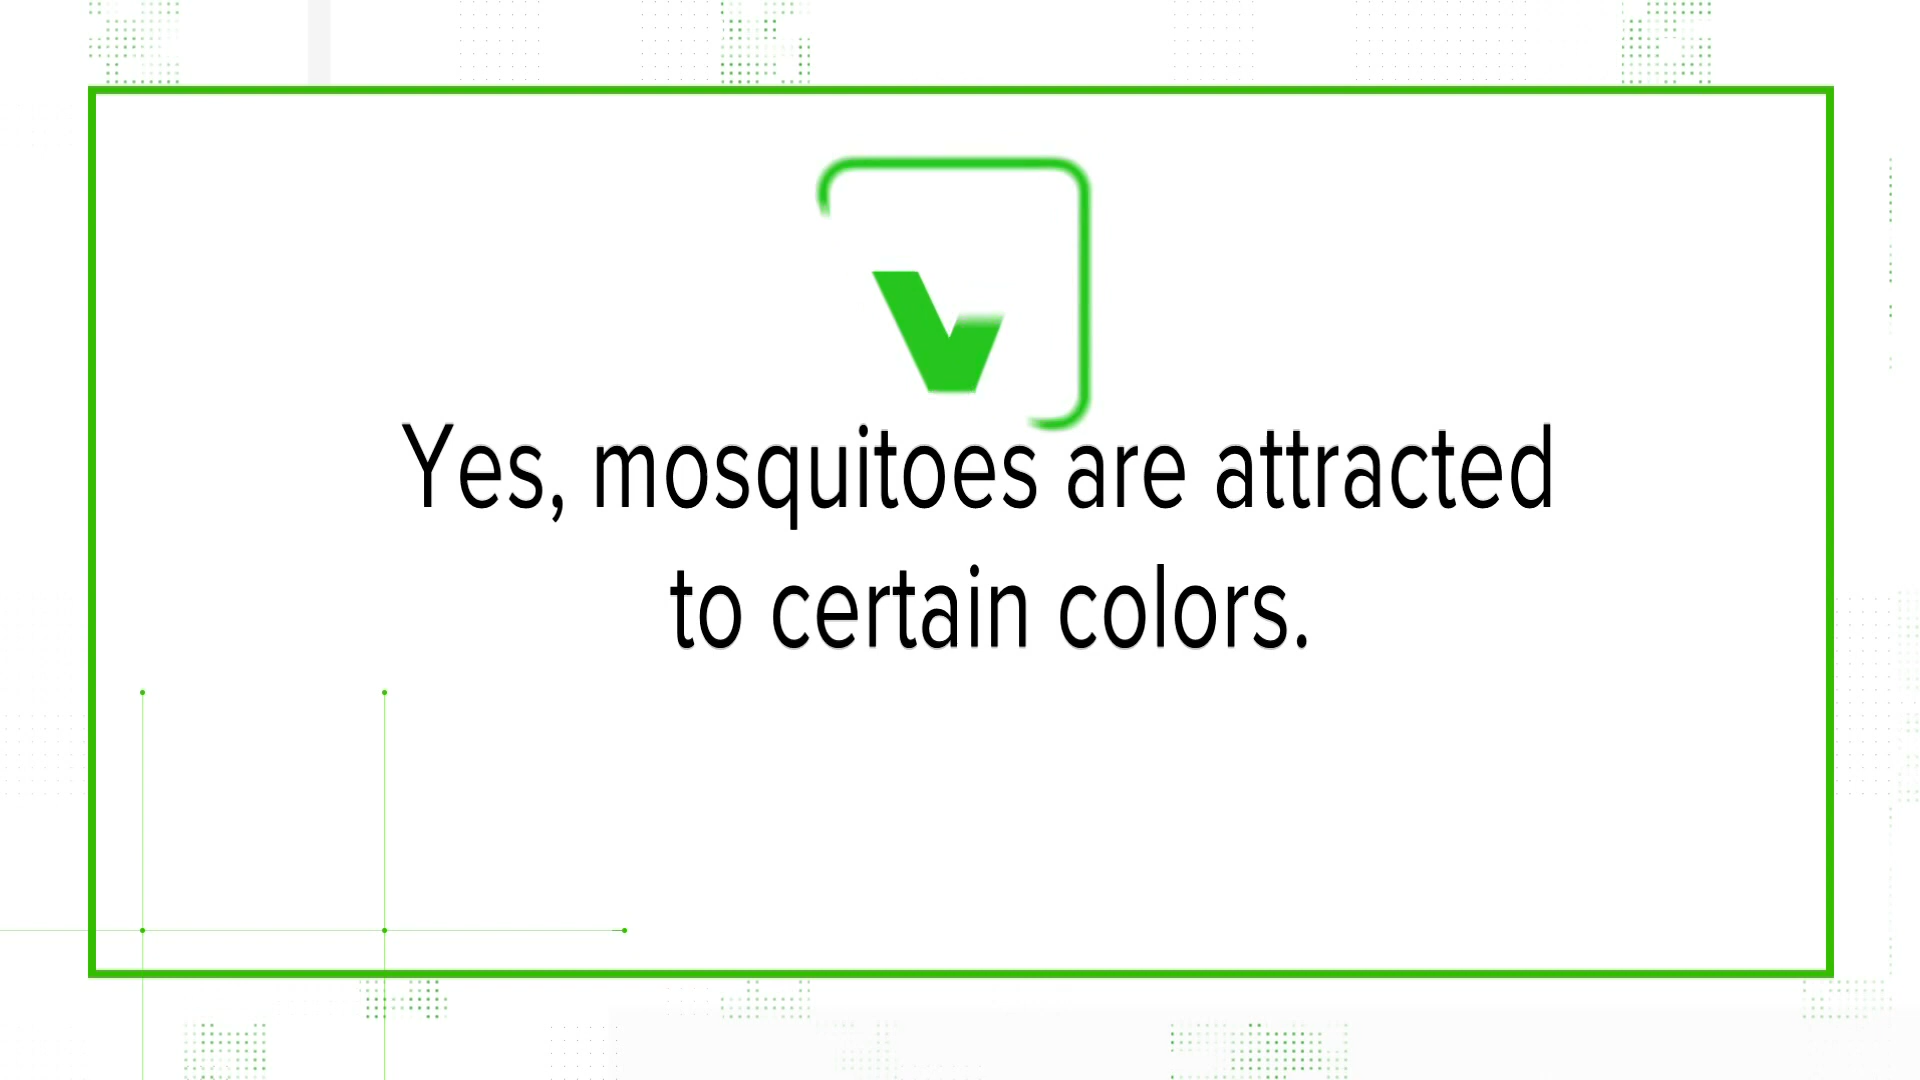 Yes, mosquitoes are attracted
to certain colors.